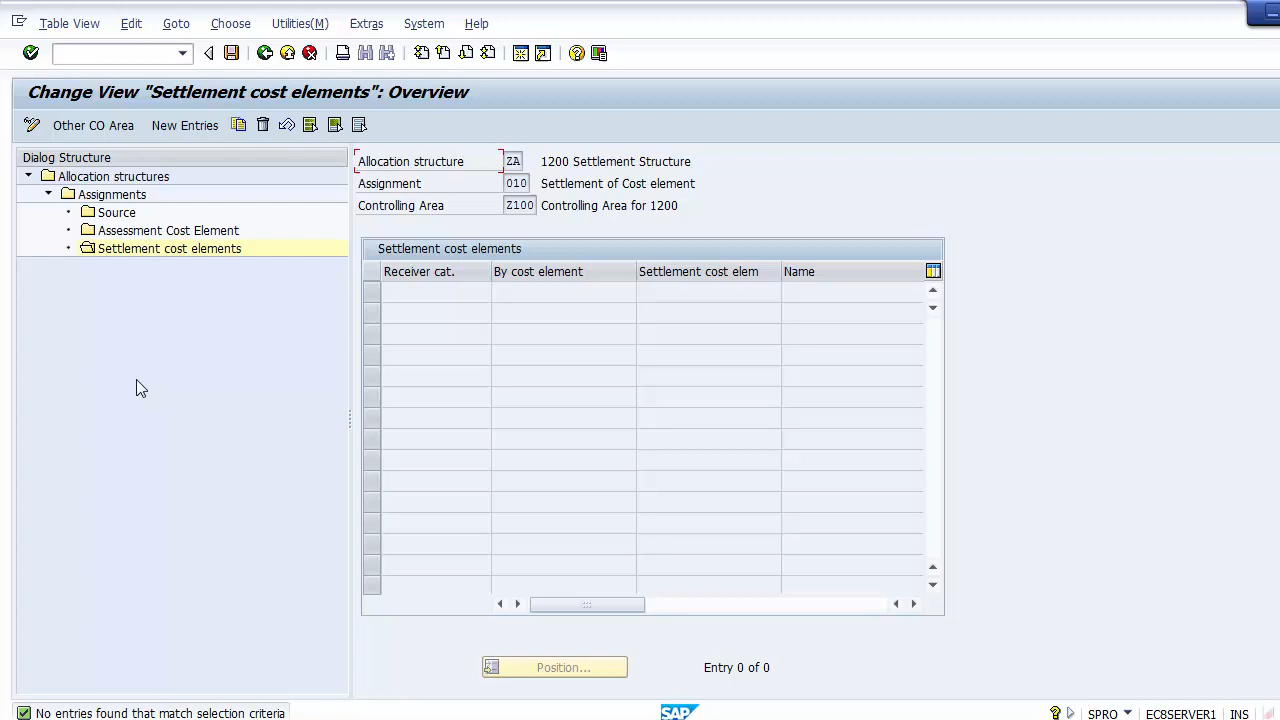 Table View Edit Goto Choose Utilities(M) Extras System Help
Change View "Settlement cost elements": Overview
Other CO Area New Entries
Dialog Structure
Allocation structures
Assignments
Source
Assessment Cost Element
Settlement cost elements
Allocation structure ZA 1200 Settlement Structure
Assignment 010 Settlement of Cost element
Controlling Area Z100 Controlling Area for 1200
Settlement cost elements
Receiver cat. By cost element Settlement cost elem Name
Position... Entry 0 of 0
No entries found that match selection criteria SAP SPRO EC8SERVER1 INS